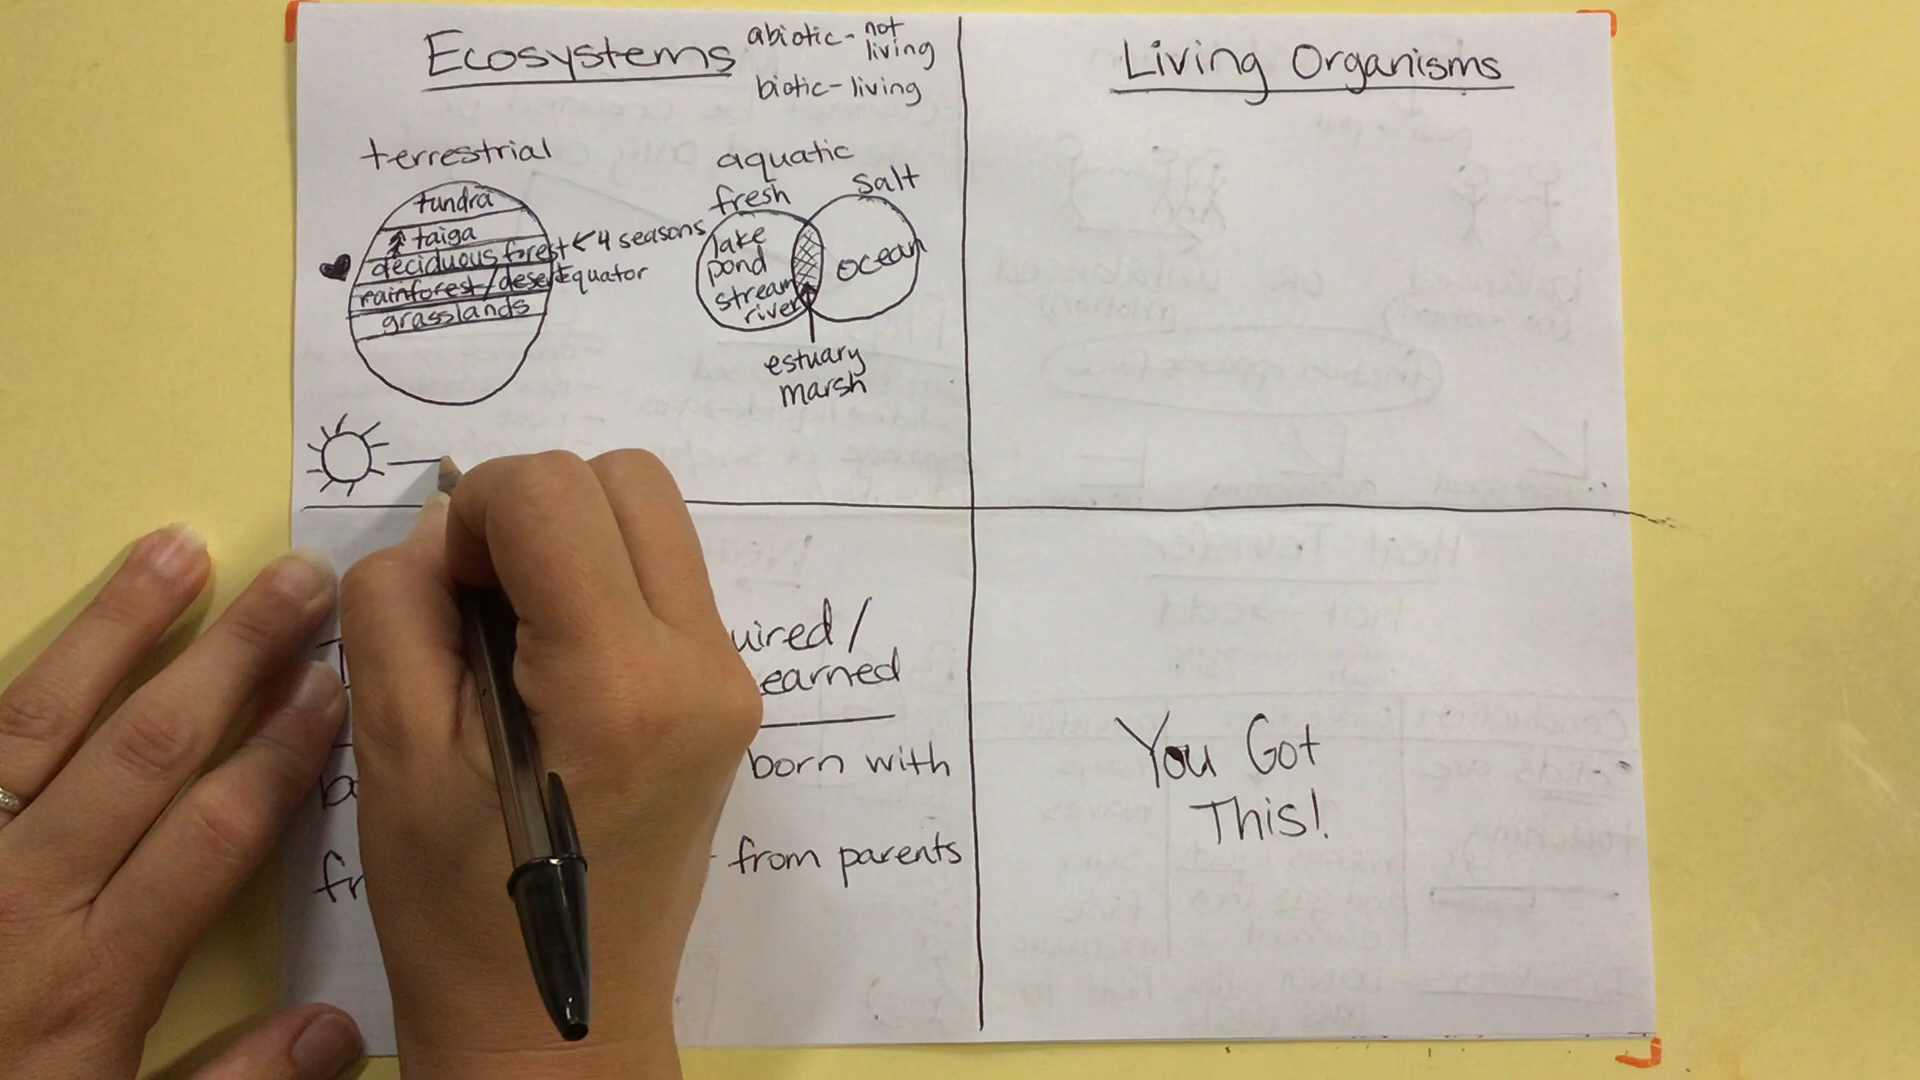 Ecosystems
abiotic - not
living
biotic - living
terrestrial
tundra
taiga
deciduous forest ← 4 seasons
rainforest/desert Equator
grasslands
aquatic
fresh
salt
lake
pond
stream
river
ocean
estuary
marsh
Living Organisms
uired /
earned
born with
from parents
You Got
This!